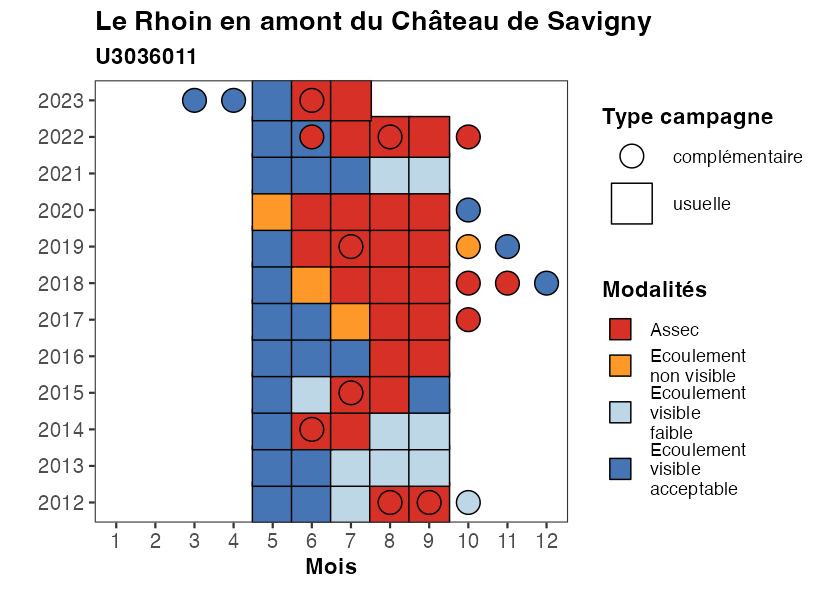 Le Rhoin en amont du Château de Savigny
U3036011
2023
2022
2021
2020
2019
2018
2017
2016
2015
2014
2013
2012
1 2 3 4 5 6 7 8 9 10 11 12
Mois
Type campagne
complémentaire
usuelle
Modalités
Assec
Ecoulement
non visible
Ecoulement
visible
faible
Ecoulement
visible
acceptable